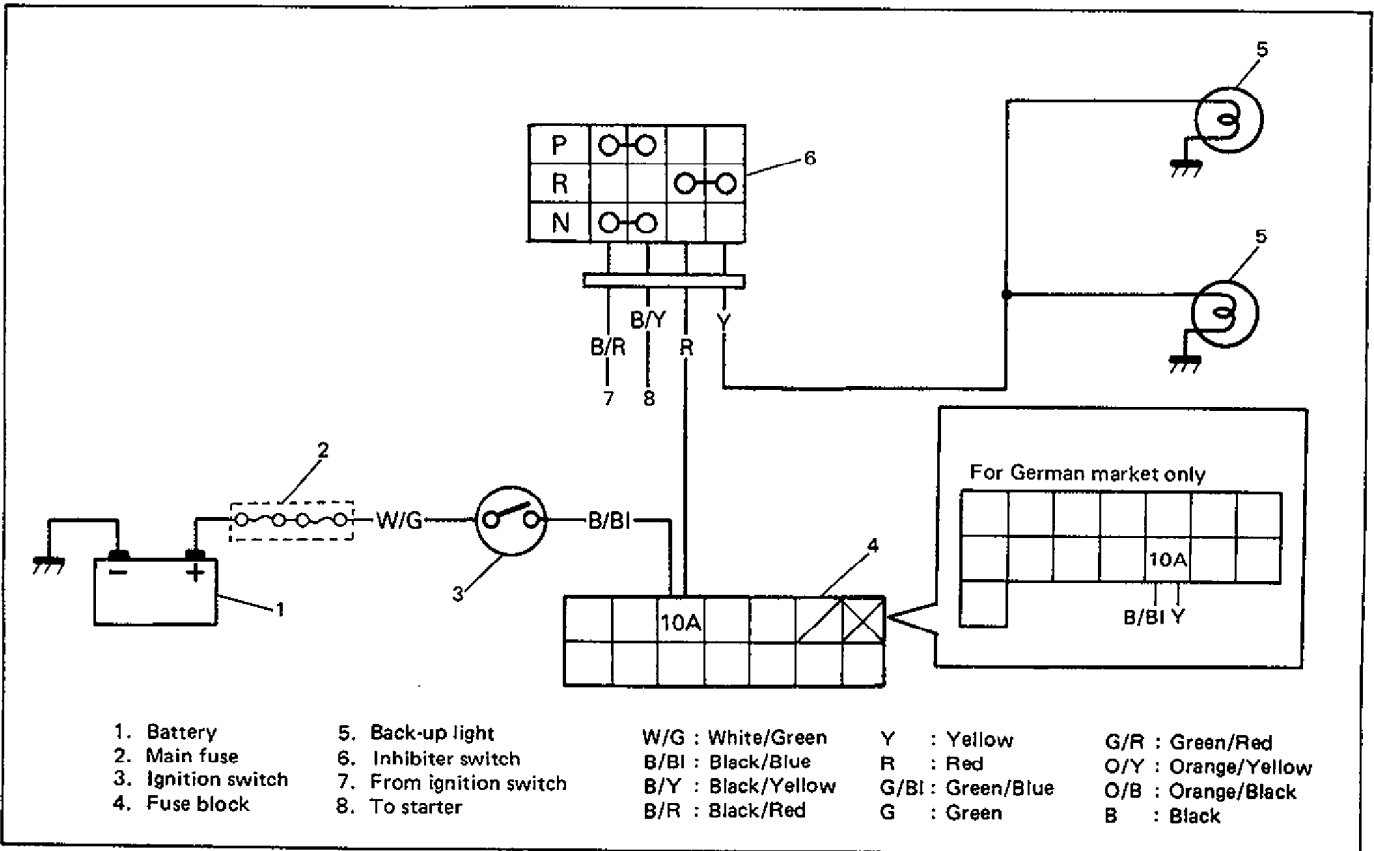 5
P
R
N
6
5
B/Y
Y
B/R
R
7
8
2
For German market only
W/G
B/Bl
10A
4
3
- +
1
10A
B/Bl Y
1. Battery
2. Main fuse
3. Ignition switch
4. Fuse block
5. Back-up light
6. Inhibiter switch
7. From ignition switch
8. To starter
W/G : White/Green
B/Bl : Black/Blue
B/Y : Black/Yellow
B/R : Black/Red
Y : Yellow
R : Red
G/Bl : Green/Blue
G : Green
G/R : Green/Red
O/Y : Orange/Yellow
O/B : Orange/Black
B : Black